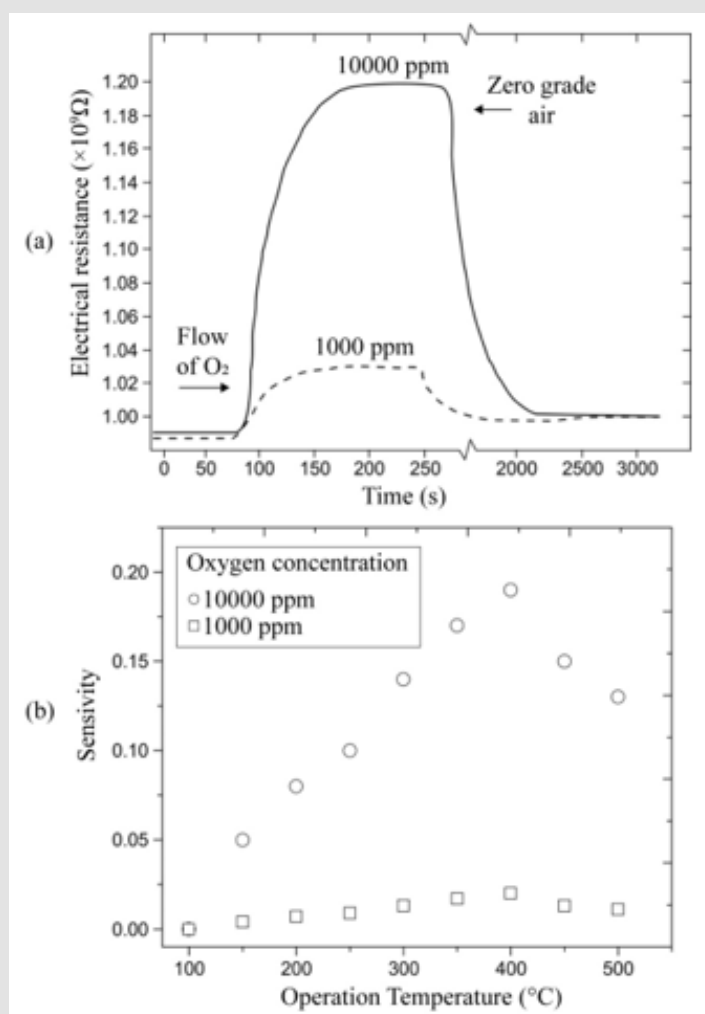 (a)
Electrical resistance (×10⁹Ω)
1.20
1.18
1.16
1.14
1.12
1.10
1.08
1.06
1.04
1.02
1.00
10000 ppm
Zero grade
air
Flow
of O₂
1000 ppm
0 50 100 150 200 250 2000 2500 3000
Time (s)
(b)
Sensivity
0.20
0.15
0.10
0.05
0.00
Oxygen concentration
10000 ppm
1000 ppm
100 200 300 400 500
Operation Temperature (°C)